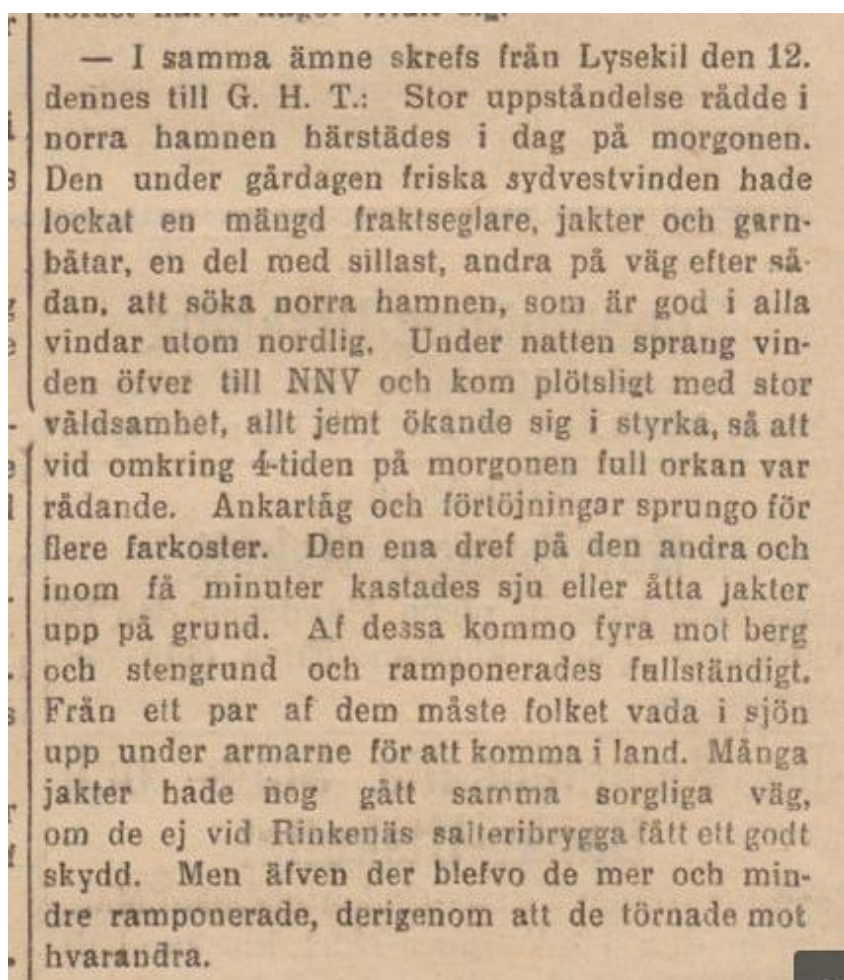 — I samma ämne skrefs från Lysekil den 12.
dennes till G. H. T.: Stor uppståndelse rådde i
norra hamnen härstädes i dag på morgonen.
Den under gårdagen friska sydvestvinden hade
lockat en mängd fraktseglare, jakter och garn-
båtar, en del med sillast, andra på väg efter så-
dan, att söka norra hamnen, som är god i alla
vindar utom nordlig. Under natten sprang vin-
den öfver till NNV och kom plötsligt med stor
våldsamhet, allt jemt ökande sig i styrka, så att
vid omkring 4-tiden på morgonen full orkan var
rådande. Ankartåg och förtöjningar sprungo för
flere farkoster. Den ena dref på den andra och
inom få minuter kastades sju eller åtta jakter
upp på grund. Af dessa kommo fyra mot berg
och stengrund och ramponerades fullständigt.
Från ett par af dem måste folket vada i sjön
upp under armarne för att komma i land. Många
jakter hade nog gått samma sorgliga väg,
om de ej vid Rinkenäs salteribrygga fått ett godt
skydd. Men äfven der blefvo de mer och min-
dre ramponerade, derigenom att de törnade mot
hvarandra.